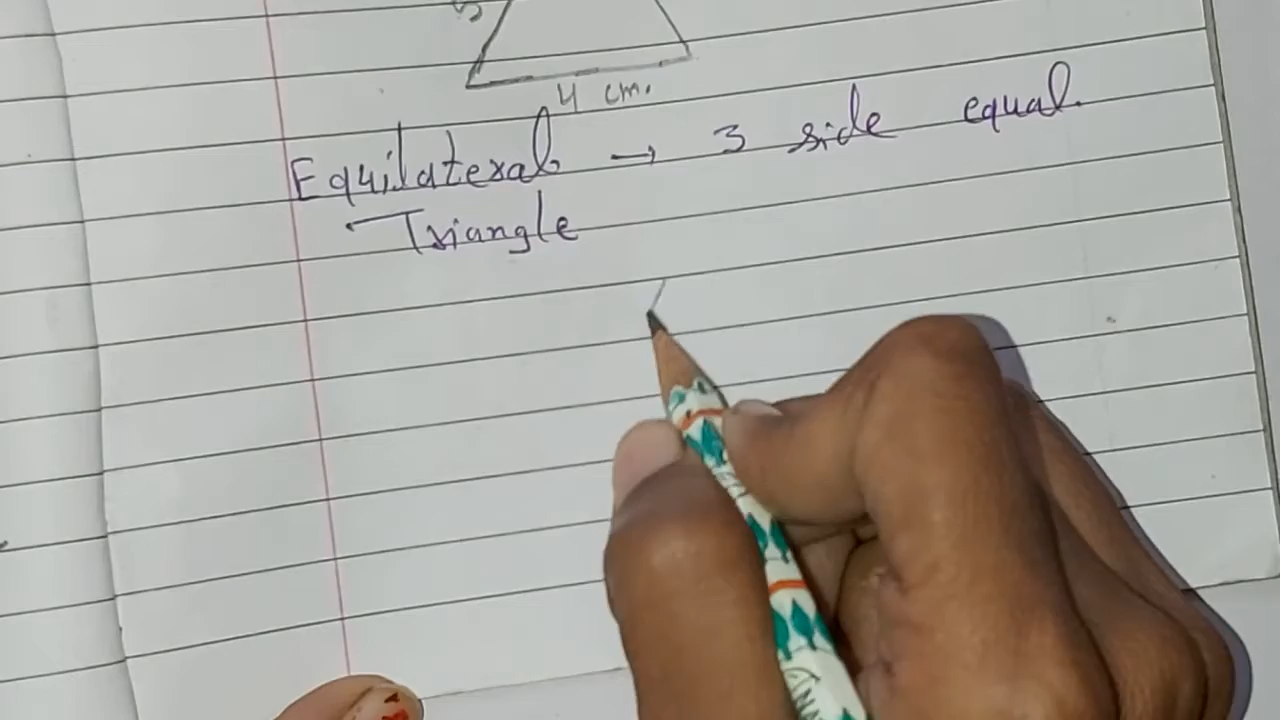 4 cm.
Equilateral → 3 side equal.
Triangle